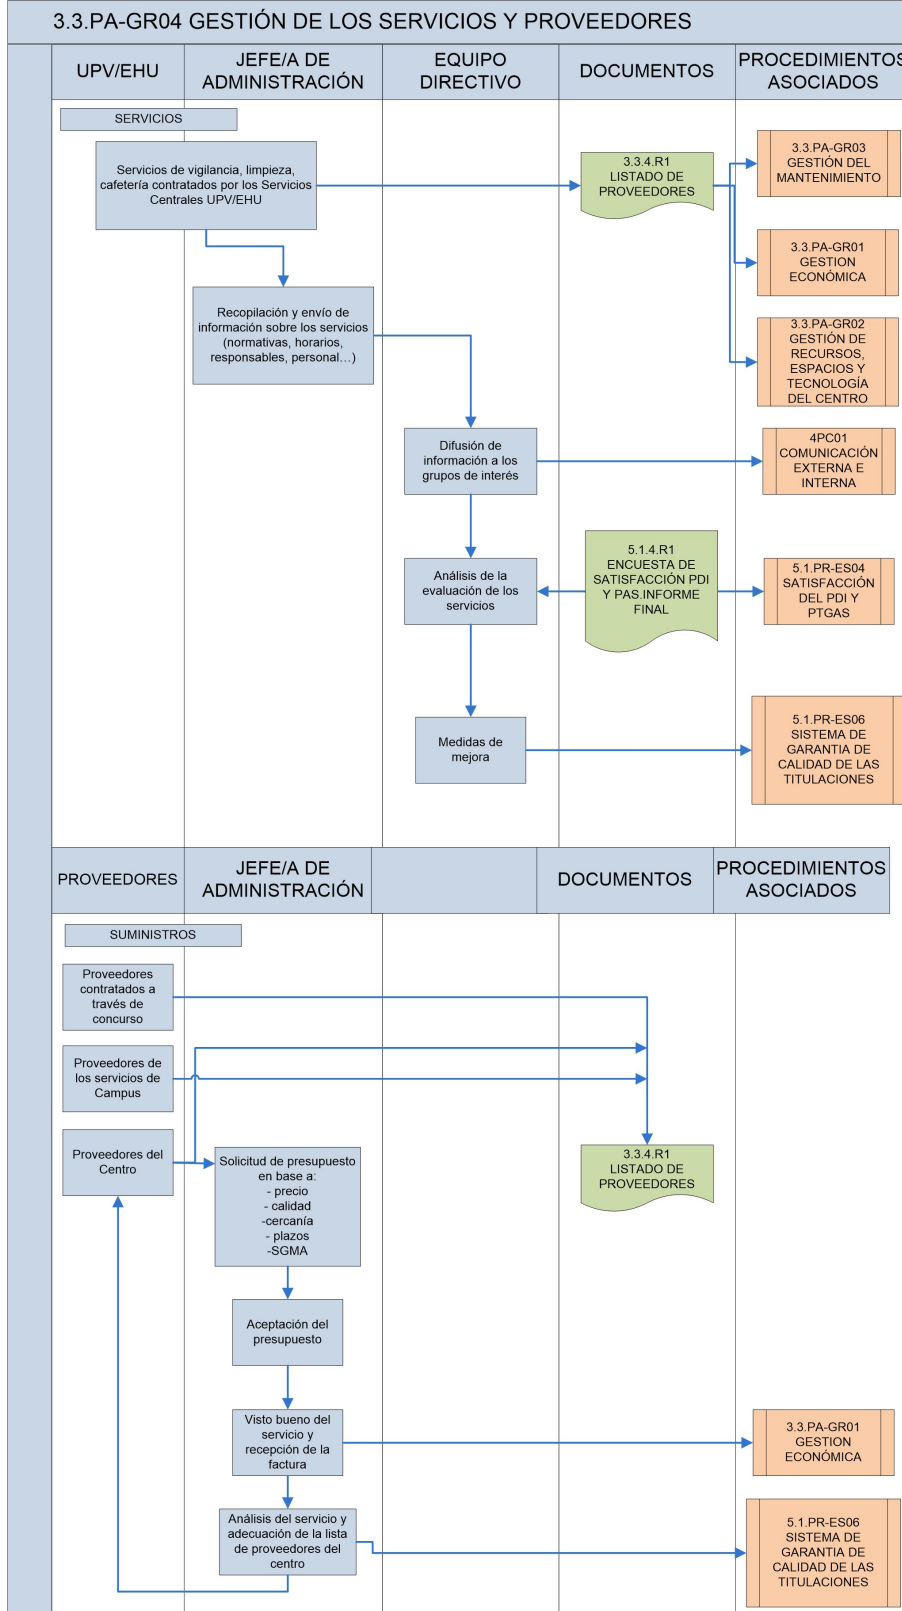 3.3.PA-GR04 GESTIÓN DE LOS SERVICIOS Y PROVEEDORES
UPV/EHU
JEFE/A DE
ADMINISTRACIÓN
EQUIPO
DIRECTIVO
DOCUMENTOS
PROCEDIMIENTOS
ASOCIADOS
SERVICIOS
Servicios de vigilancia, limpieza,
cafetería contratados por los Servicios
Centrales UPV/EHU
3.3.4.R1
LISTADO DE
PROVEEDORES
3.3.PA-GR03
GESTIÓN DEL
MANTENIMIENTO
3.3.PA-GR01
GESTION
ECONÓMICA
Recopilación y envío de
información sobre los servicios
(normativas, horarios,
responsables, personal…)
3.3.PA-GR02
GESTIÓN DE
RECURSOS,
ESPACIOS Y
TECNOLOGÍA
DEL CENTRO
Difusión de
información a los
grupos de interés
4PC01
COMUNICACIÓN
EXTERNA E
INTERNA
Análisis de la
evaluación de los
servicios
5.1.4.R1
ENCUESTA DE
SATISFACCIÓN PDI
Y PAS.INFORME
FINAL
5.1.PR-ES04
SATISFACCIÓN
DEL PDI Y
PTGAS
Medidas de
mejora
5.1.PR-ES06
SISTEMA DE
GARANTIA DE
CALIDAD DE LAS
TITULACIONES
PROVEEDORES
JEFE/A DE
ADMINISTRACIÓN
DOCUMENTOS
PROCEDIMIENTOS
ASOCIADOS
SUMINISTROS
Proveedores
contratados a
través de
concurso
Proveedores de
los servicios de
Campus
Proveedores del
Centro
Solicitud de presupuesto
en base a:
- precio
- calidad
-cercanía
- plazos
-SGMA
3.3.4.R1
LISTADO DE
PROVEEDORES
Aceptación del
presupuesto
Visto bueno del
servicio y
recepción de la
factura
3.3.PA-GR01
GESTION
ECONÓMICA
Análisis del servicio y
adecuación de la lista
de proveedores del
centro
5.1.PR-ES06
SISTEMA DE
GARANTIA DE
CALIDAD DE LAS
TITULACIONES